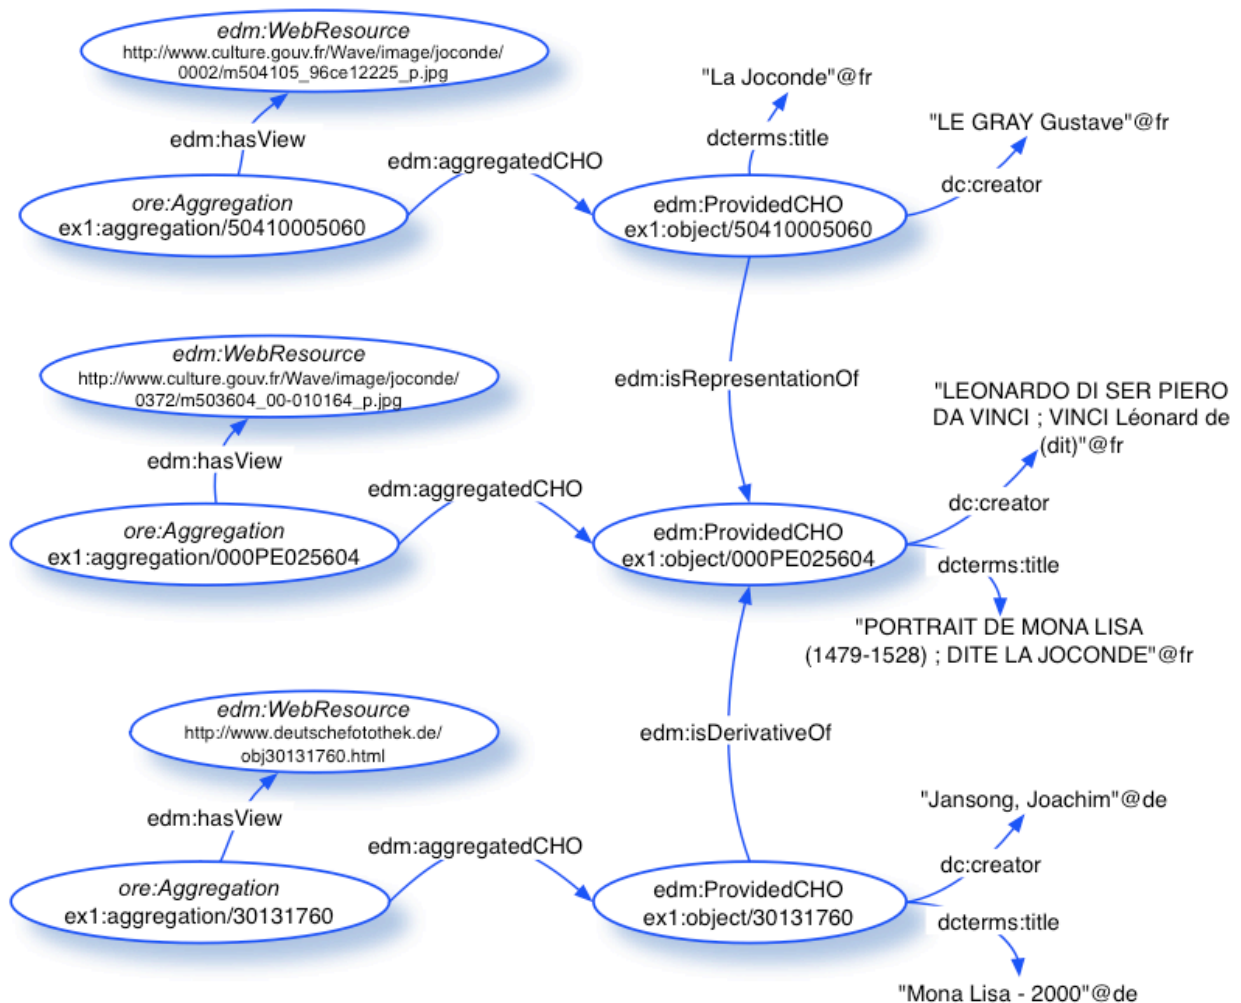 edm:WebResource
http://www.culture.gouv.fr/Wave/image/joconde/
0002/m504105_96ce12225_p.jpg
"La Joconde"@fr
"LE GRAY Gustave"@fr
edm:hasView
edm:aggregatedCHO
dcterms:title
dc:creator
ore:Aggregation
ex1:aggregation/50410005060
edm:ProvidedCHO
ex1:object/50410005060
edm:WebResource
http://www.culture.gouv.fr/Wave/image/joconde/
0372/m503604_00-010164_p.jpg
edm:isRepresentationOf
"LEONARDO DI SER PIERO
DA VINCI ; VINCI Léonard de
(dit)"@fr
edm:hasView
edm:aggregatedCHO
dc:creator
ore:Aggregation
ex1:aggregation/000PE025604
edm:ProvidedCHO
ex1:object/000PE025604
dcterms:title
"PORTRAIT DE MONA LISA
(1479-1528) ; DITE LA JOCONDE"@fr
edm:WebResource
http://www.deutschefotothek.de/
obj30131760.html
edm:isDerivativeOf
"Jansong, Joachim"@de
edm:hasView
edm:aggregatedCHO
dc:creator
ore:Aggregation
ex1:aggregation/30131760
edm:ProvidedCHO
ex1:object/30131760
dcterms:title
"Mona Lisa - 2000"@de